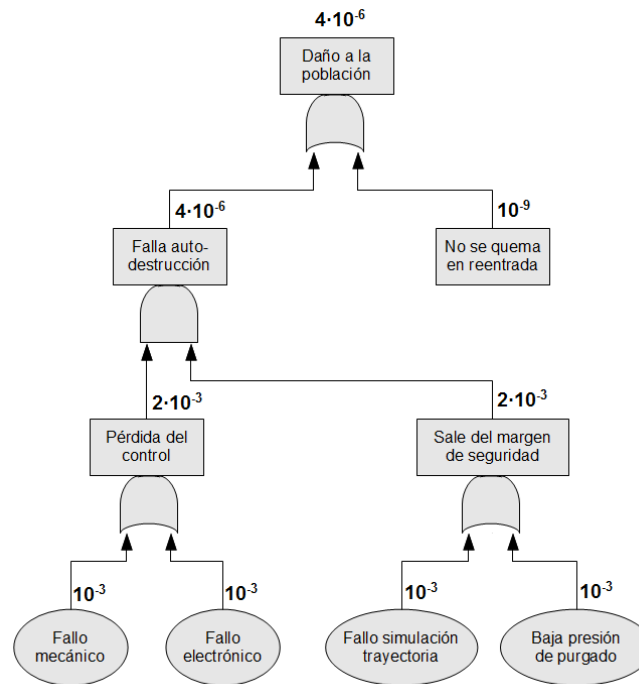 4·10⁻⁶
Daño a la
población
4·10⁻⁶
10⁻⁹
Falla auto-
destrucción
No se quema
en reentrada
2·10⁻³
2·10⁻³
Pérdida del
control
Sale del margen
de seguridad
10⁻³
10⁻³
10⁻³
10⁻³
Fallo
mecánico
Fallo
electrónico
Fallo simulación
trayectoria
Baja presión
de purgado